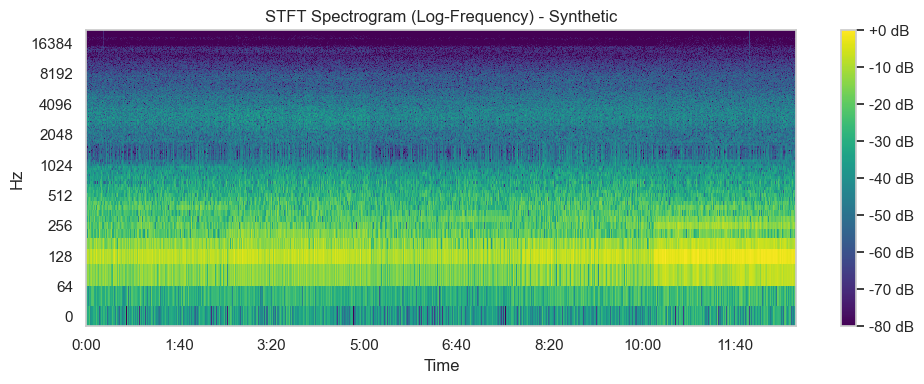 STFT Spectrogram (Log-Frequency) - Synthetic
Hz
16384
8192
4096
2048
1024
512
256
128
64
0
0:00 1:40 3:20 5:00 6:40 8:20 10:00 11:40
Time
+0 dB
-10 dB
-20 dB
-30 dB
-40 dB
-50 dB
-60 dB
-70 dB
-80 dB